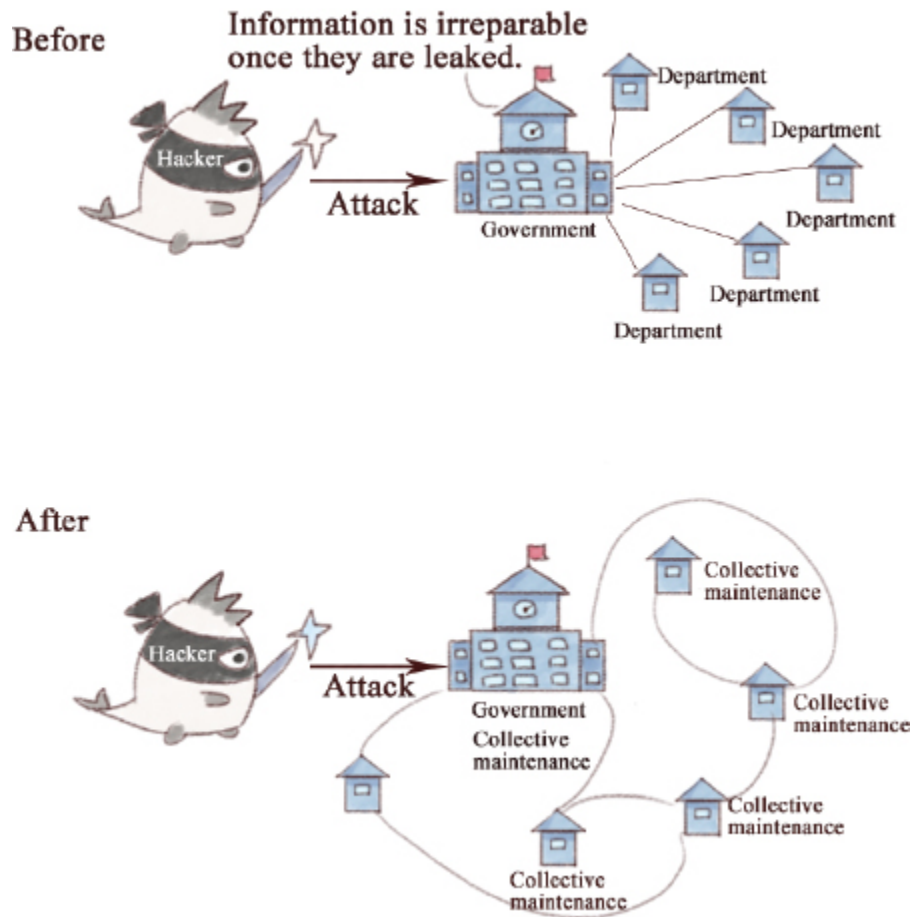 Before
Information is irreparable
once they are leaked.
Hacker
Attack
Government
Department
Department
Department
Department
Department
After
Hacker
Attack
Government
Collective
maintenance
Collective
maintenance
Collective
maintenance
Collective
maintenance
Collective
maintenance